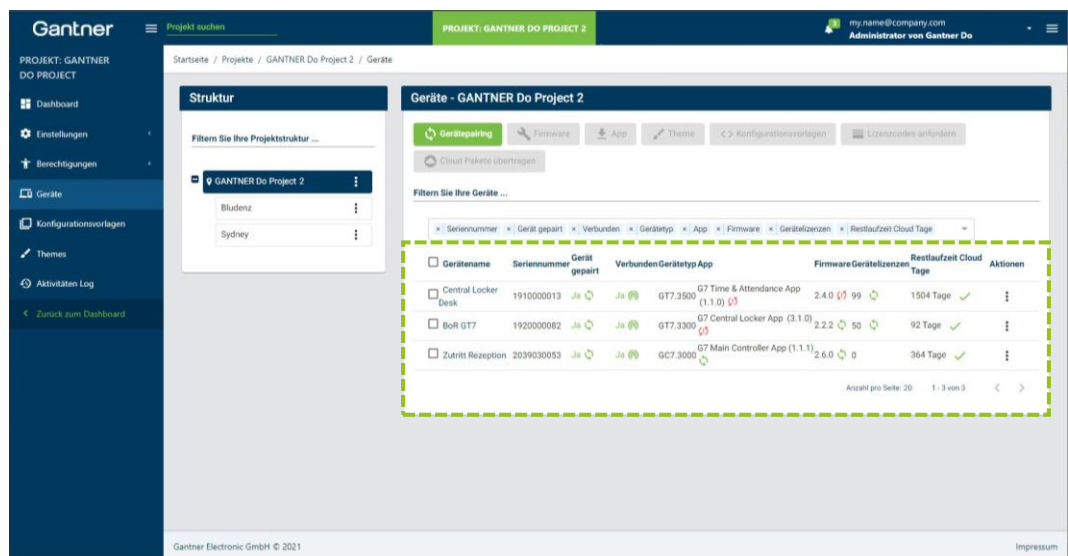 Gantner
Projekt suchen
PROJEKT: GANTNER DO PROJECT 2
3
my.name@company.com
Administrator von Gantner Do
PROJEKT: GANTNER
DO PROJECT
Dashboard
Einstellungen
Berechtigungen
Geräte
Konfigurationsvorlagen
Themes
Aktivitäten Log
< Zurück zum Dashboard
Startseite / Projekte / GANTNER Do Project 2 / Geräte
Struktur
Filtern Sie Ihre Projektstruktur ...
GANTNER Do Project 2
Bludenz
Sydney
Geräte - GANTNER Do Project 2
Gerätepairing
Firmware
App
Theme
<> Konfigurationsvorlagen
Lizenzcodes anfordern
Cloud Pakete übertragen
Filtern Sie Ihre Geräte ...
× Seriennummer × Gerät gepairt × Verbunden × Gerätetyp × App × Firmware × Gerätelizenzen × Restlaufzeit Cloud Tage
Gerätename Seriennummer Gerät gepairt Verbunden Gerätetyp App Firmware Gerätelizenzen Restlaufzeit Cloud Tage Aktionen
Central Locker Desk 1910000013 Ja Ja GT7.3500 G7 Time & Attendance App (1.1.0) 2.4.0 99 1504 Tage
BoR GT7 1920000082 Ja Ja GT7.3300 G7 Central Locker App (3.1.0) 2.2.2 50 92 Tage
Zutritt Rezeption 2039030053 Ja Ja GC7.3000 G7 Main Controller App (1.1.1) 2.6.0 0 364 Tage
Anzahl pro Seite: 20 1 - 3 von 3 < >
Gantner Electronic GmbH © 2021
Impressum